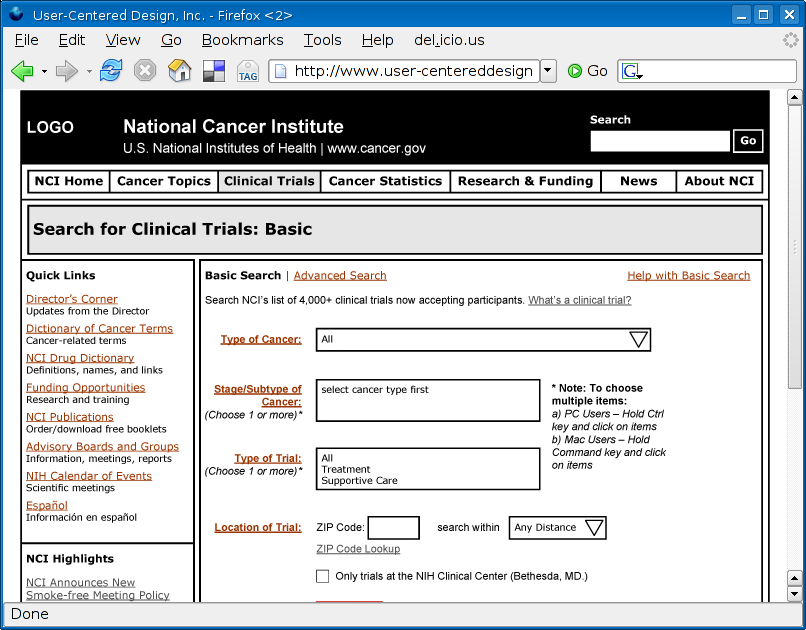 User-Centered Design, Inc. - Firefox <2>
File Edit View Go Bookmarks Tools Help del.icio.us
TAG http://www.user-centereddesign Go G
LOGO
National Cancer Institute
U.S. National Institutes of Health | www.cancer.gov
Search
Go
NCI Home Cancer Topics Clinical Trials Cancer Statistics Research & Funding News About NCI
Search for Clinical Trials: Basic
Quick Links
Director's Corner
Updates from the Director
Dictionary of Cancer Terms
Cancer-related terms
NCI Drug Dictionary
Definitions, names, and links
Funding Opportunities
Research and training
NCI Publications
Order/download free booklets
Advisory Boards and Groups
Information, meetings, reports
NIH Calendar of Events
Scientific meetings
Español
Información en español
NCI Highlights
NCI Announces New
Smoke-free Meeting Policy
Basic Search | Advanced Search
Help with Basic Search
Search NCI's list of 4,000+ clinical trials now accepting participants. What's a clinical trial?
Type of Cancer:
All
Stage/Subtype of
Cancer:
(Choose 1 or more)*
select cancer type first
* Note: To choose
multiple items:
a) PC Users – Hold Ctrl
key and click on items
b) Mac Users – Hold
Command key and click
on items
Type of Trial:
(Choose 1 or more)*
All
Treatment
Supportive Care
Location of Trial:
ZIP Code: search within Any Distance
ZIP Code Lookup
Only trials at the NIH Clinical Center (Bethesda, MD.)
Done